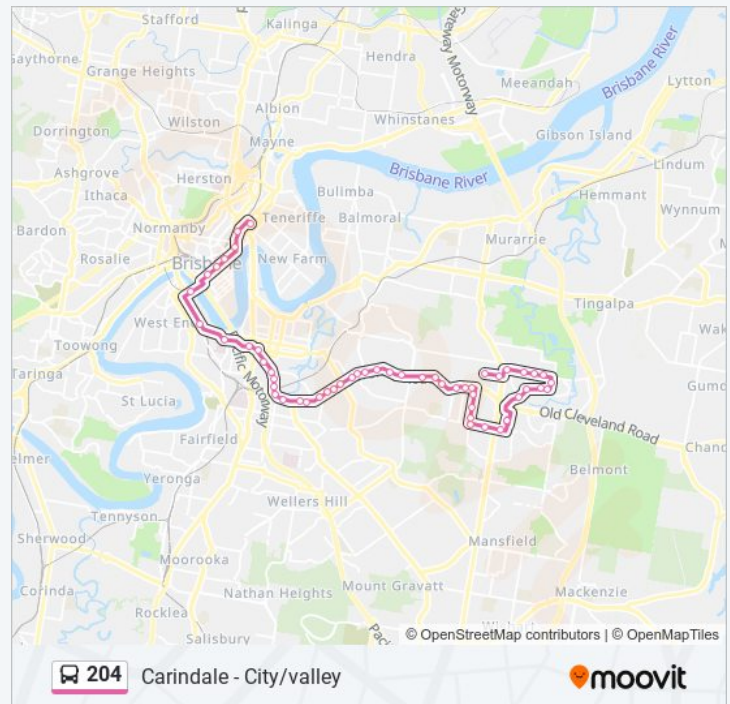 Stafford
Kalinga
Gateway Motorway
Hendra
Gaythorne
Grange Heights
Meeandah
Brisbane River
Lytton
Albion
Wilston
Whinstanes
Dorrington
Mayne
Gibson Island
Ashgrove
Herston
Brisbane River
Lindum
Ithaca
Bulimba
Hemmant
Wynnum
Bardon
Normanby
Teneriffe
Balmoral
Murarrie
Rosalie
Brisbane
New Farm
Tingalpa
West End
Toowong
Pacific Motorway
Taringa
St Lucia
Old Cleveland Road
Fairfield
Belmont
Yeronga
Wellers Hill
Tennyson
Sherwood
Mansfield
Moorooka
Corinda
Nathan Heights
Mount Gravatt
Mackenzie
Rocklea
Salisbury
© OpenStreetMap contributors | © OpenMapTiles
204 Carindale - City/valley
moovit